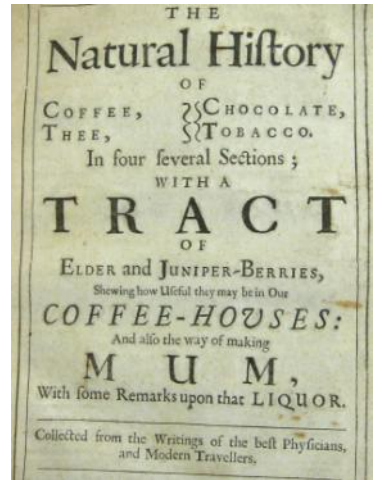 THE
Natural Hiſtory
OF
COFFEE, CHOCOLATE,
THEE, TOBACCO.
In four ſeveral Sections;
WITH A
TRACT
OF
ELDER and JUNIPER-BERRIES,
Shewing how Uſeful they may be in Our
COFFEE-HOUSES:
And alſo the way of making
MUM,
With ſome Remarks upon that LIQUOR.
Collected from the Writings of the beſt Phyſicians,
and Modern Travellers.